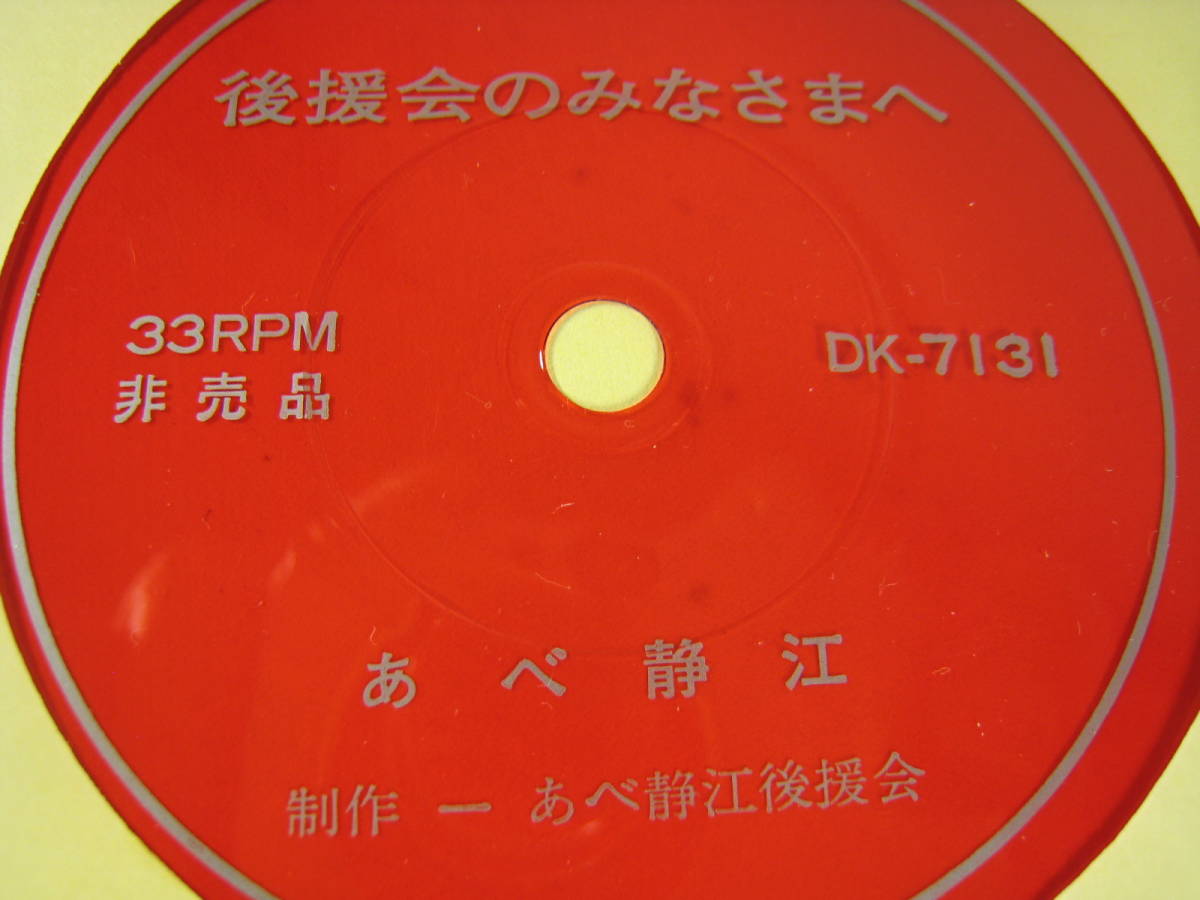 後援会のみなさまへ
33RPM
非売品
DK-7131
あべ静江
制作 ー あべ静江後援会